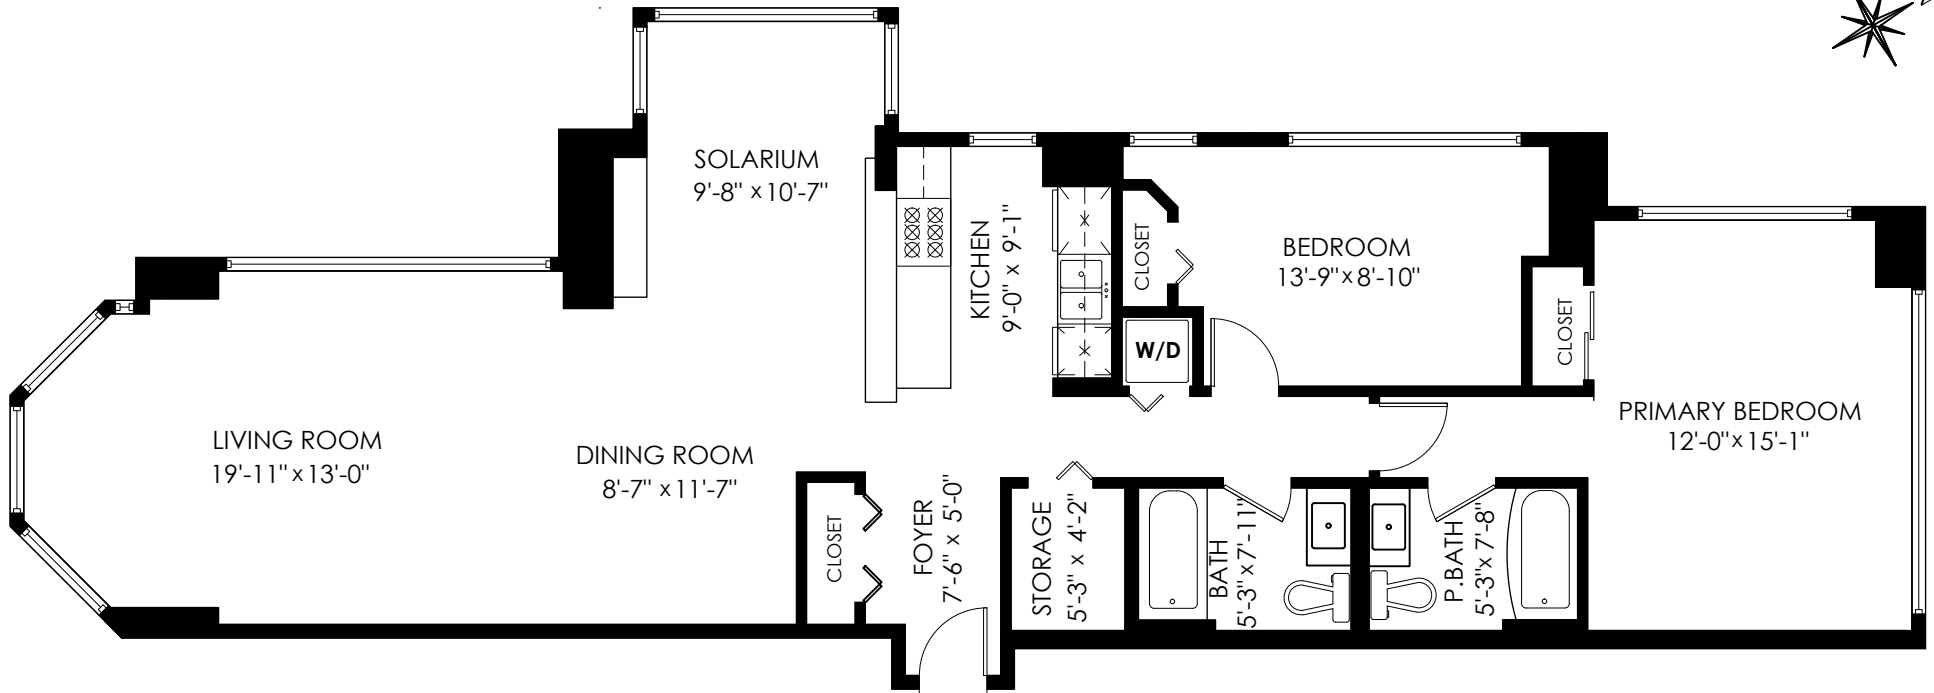 SOLARIUM
9'-8" x 10'-7"
KITCHEN
9'-0" x 9'-1"
CLOSET
BEDROOM
13'-9" x 8'-10"
W/D
CLOSET
PRIMARY BEDROOM
12'-0" x 15'-1"
LIVING ROOM
19'-11" x 13'-0"
DINING ROOM
8'-7" x 11'-7"
CLOSET
FOYER
7'-6" x 5'-0"
STORAGE
5'-3" x 4'-2"
BATH
5'-3" x 7'-11"
P.BATH
5'-3" x 7'-8"